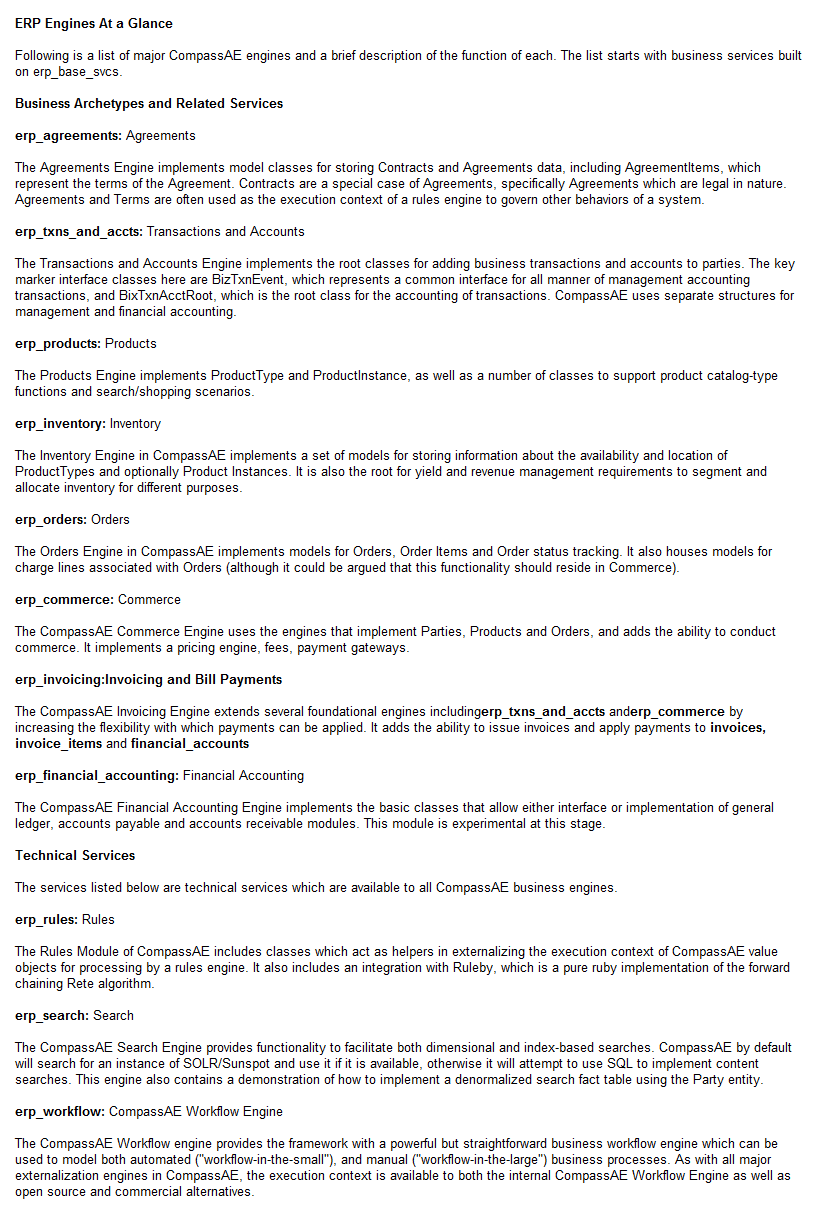 ERP Engines At a Glance
Following is a list of major CompassAE engines and a brief description of the function of each. The list starts with business services built
on erp_base_svcs.
Business Archetypes and Related Services
erp_agreements: Agreements
The Agreements Engine implements model classes for storing Contracts and Agreements data, including AgreementItems, which
represent the terms of the Agreement. Contracts are a special case of Agreements, specifically Agreements which are legal in nature.
Agreements and Terms are often used as the execution context of a rules engine to govern other behaviors of a system.
erp_txns_and_accts: Transactions and Accounts
The Transactions and Accounts Engine implements the root classes for adding business transactions and accounts to parties. The key
marker interface classes here are BizTxnEvent, which represents a common interface for all manner of management accounting
transactions, and BixTxnAcctRoot, which is the root class for the accounting of transactions. CompassAE uses separate structures for
management and financial accounting.
erp_products: Products
The Products Engine implements ProductType and ProductInstance, as well as a number of classes to support product catalog-type
functions and search/shopping scenarios.
erp_inventory: Inventory
The Inventory Engine in CompassAE implements a set of models for storing information about the availability and location of
ProductTypes and optionally Product Instances. It is also the root for yield and revenue management requirements to segment and
allocate inventory for different purposes.
erp_orders: Orders
The Orders Engine in CompassAE implements models for Orders, Order Items and Order status tracking. It also houses models for
charge lines associated with Orders (although it could be argued that this functionality should reside in Commerce).
erp_commerce: Commerce
The CompassAE Commerce Engine uses the engines that implement Parties, Products and Orders, and adds the ability to conduct
commerce. It implements a pricing engine, fees, payment gateways.
erp_invoicing:Invoicing and Bill Payments
The CompassAE Invoicing Engine extends several foundational engines includingerp_txns_and_accts anderp_commerce by
increasing the flexibility with which payments can be applied. It adds the ability to issue invoices and apply payments to invoices,
invoice_items and financial_accounts
erp_financial_accounting: Financial Accounting
The CompassAE Financial Accounting Engine implements the basic classes that allow either interface or implementation of general
ledger, accounts payable and accounts receivable modules. This module is experimental at this stage.
Technical Services
The services listed below are technical services which are available to all CompassAE business engines.
erp_rules: Rules
The Rules Module of CompassAE includes classes which act as helpers in externalizing the execution context of CompassAE value
objects for processing by a rules engine. It also includes an integration with Ruleby, which is a pure ruby implementation of the forward
chaining Rete algorithm.
erp_search: Search
The CompassAE Search Engine provides functionality to facilitate both dimensional and index-based searches. CompassAE by default
will search for an instance of SOLR/Sunspot and use it if it is available, otherwise it will attempt to use SQL to implement content
searches. This engine also contains a demonstration of how to implement a denormalized search fact table using the Party entity.
erp_workflow: CompassAE Workflow Engine
The CompassAE Workflow engine provides the framework with a powerful but straightforward business workflow engine which can be
used to model both automated ("workflow-in-the-small"), and manual ("workflow-in-the-large") business processes. As with all major
externalization engines in CompassAE, the execution context is available to both the internal CompassAE Workflow Engine as well as
open source and commercial alternatives.